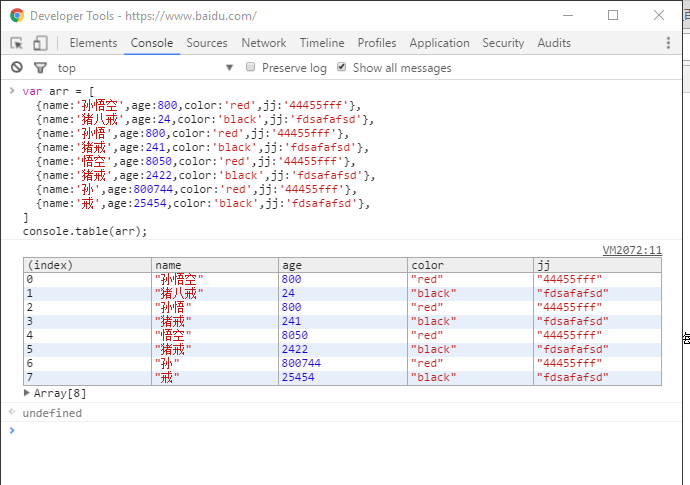 Developer Tools - https://www.baidu.com/
Elements Console Sources Network Timeline Profiles Application Security Audits
top Preserve log Show all messages
var arr = [
{name:'孙悟空',age:800,color:'red',jj:'44455fff'},
{name:'猪八戒',age:24,color:'black',jj:'fdsafafsd'},
{name:'孙悟',age:800,color:'red',jj:'44455fff'},
{name:'猪戒',age:241,color:'black',jj:'fdsafafsd'},
{name:'悟空',age:8050,color:'red',jj:'44455fff'},
{name:'猪戒',age:2422,color:'black',jj:'fdsafafsd'},
{name:'孙',age:800744,color:'red',jj:'44455fff'},
{name:'戒',age:25454,color:'black',jj:'fdsafafsd'},
]
console.table(arr);
VM2072:11
(index) name age color jj
0 "孙悟空" 800 "red" "44455fff"
1 "猪八戒" 24 "black" "fdsafafsd"
2 "孙悟" 800 "red" "44455fff"
3 "猪戒" 241 "black" "fdsafafsd"
4 "悟空" 8050 "red" "44455fff"
5 "猪戒" 2422 "black" "fdsafafsd"
6 "孙" 800744 "red" "44455fff"
7 "戒" 25454 "black" "fdsafafsd"
Array[8]
undefined